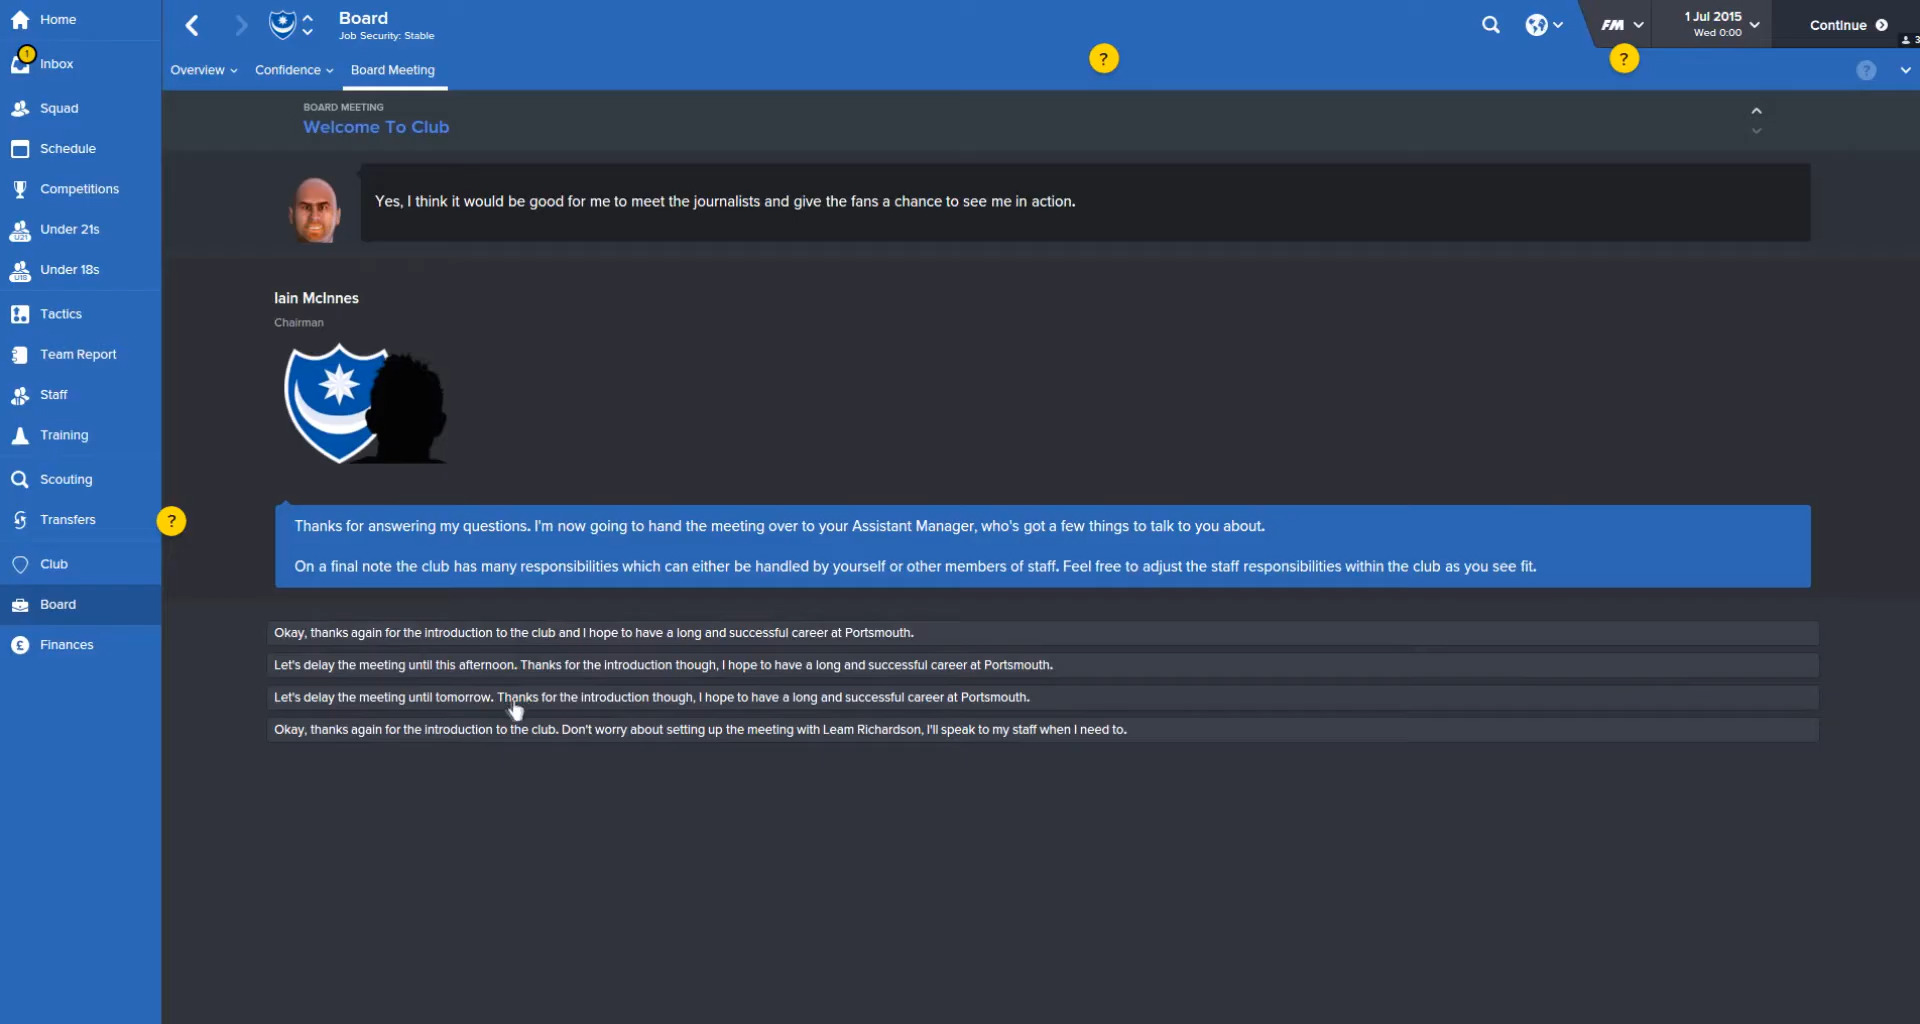 Home
Board
Job Security: Stable
FM
1 Jul 2015
Wed 0:00
Continue
3
1
Inbox
Overview
Confidence
Board Meeting
?
?
?
Squad
Schedule
Competitions
Under 21s
U21
Under 18s
U18
Tactics
Team Report
Staff
Training
Scouting
Transfers
?
Club
Board
£
Finances
BOARD MEETING
Welcome To Club
Yes, I think it would be good for me to meet the journalists and give the fans a chance to see me in action.
Iain McInnes
Chairman
Thanks for answering my questions. I'm now going to hand the meeting over to your Assistant Manager, who's got a few things to talk to you about.
On a final note the club has many responsibilities which can either be handled by yourself or other members of staff. Feel free to adjust the staff responsibilities within the club as you see fit.
Okay, thanks again for the introduction to the club and I hope to have a long and successful career at Portsmouth.
Let's delay the meeting until this afternoon. Thanks for the introduction though, I hope to have a long and successful career at Portsmouth.
Let's delay the meeting until tomorrow. Thanks for the introduction though, I hope to have a long and successful career at Portsmouth.
Okay, thanks again for the introduction to the club. Don't worry about setting up the meeting with Leam Richardson, I'll speak to my staff when I need to.